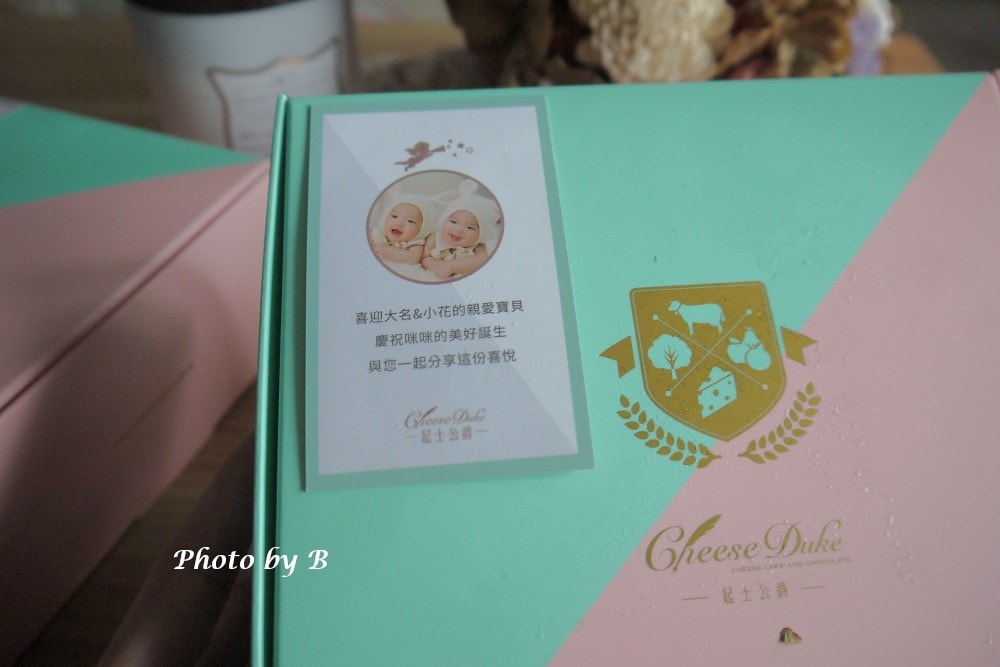 喜迎大名&小花的親愛寶貝
慶祝咪咪的美好誕生
與您一起分享這份喜悅
Cheese Duke
起士公爵
Cheese Duke
CHEESE CAKE AND CHOCOLATE
起士公爵
Photo by B